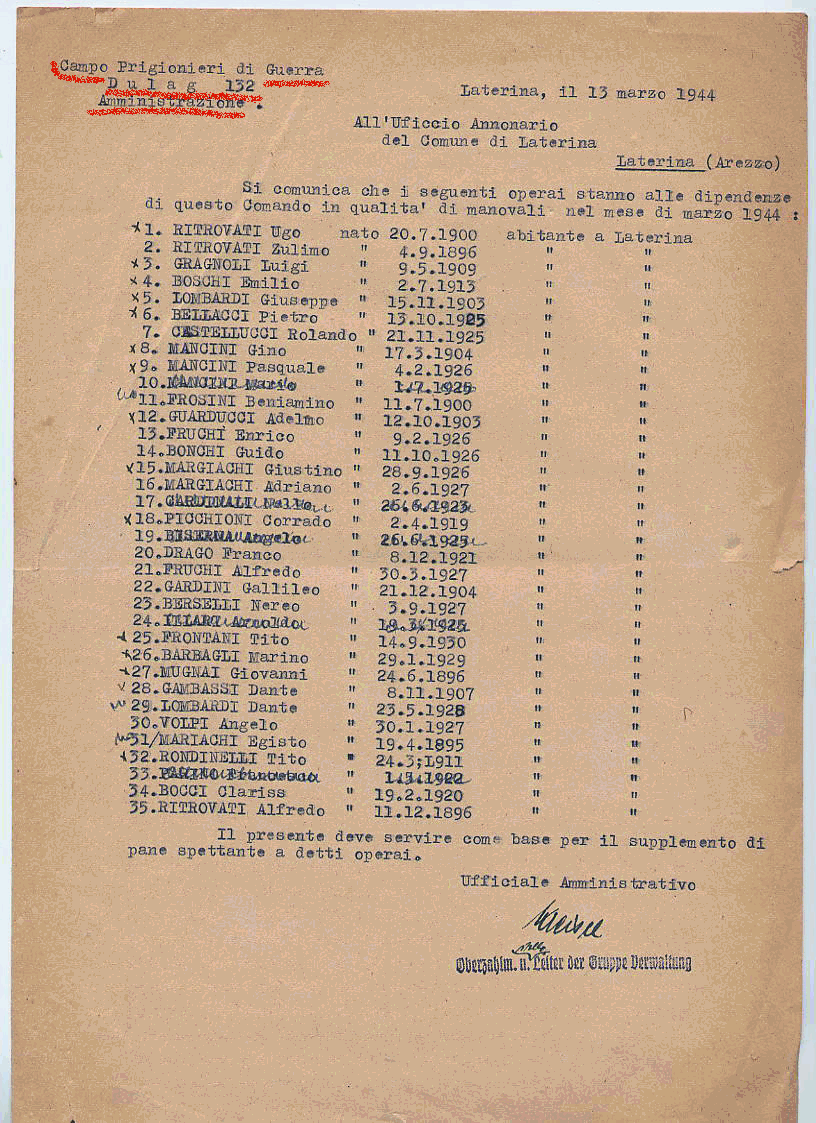 Campo Prigionieri di Guerra
Dulag 132
Amministrazione.
Laterina, il 13 marzo 1944
All'Uficcio Annonario
del Comune di Laterina
Laterina (Arezzo)
Si comunica che i seguenti operai stanno alle dipendenze
di questo Comando in qualita' di manovali nel mese di marzo 1944 :
1. RITROVATI Ugo nato 20.7.1900 abitante a Laterina
2. RITROVATI Zulimo " 4.9.1896 " "
3. GRAGNOLI Luigi " 9.5.1909 " "
4. BOSCHI Emilio " 2.7.1913 " "
5. LOMBARDI Giuseppe " 15.11.1903 " "
6. BELLACCI Pietro " 13.10.1925 " "
7. CASTELLUCCI Rolando " 21.11.1925 " "
8. MANCINI Gino " 17.3.1904 " "
9. MANCINI Pasquale " 4.2.1926 " "
10. MANCINI Mario " 1.7.1925 " "
11. FROSINI Beniamino " 11.7.1900 " "
12. GUARDUCCI Adelmo " 12.10.1903 " "
13. FRUCHI Enrico " 9.2.1926 " "
14. BONCHI Guido " 11.10.1926 " "
15. MARGIACHI Giustino " 28.9.1926 " "
16. MARGIACHI Adriano " 2.6.1927 " "
17. CARDINALI " " "
18. PICCHIONI Corrado " 2.4.1919 " "
19. Angelo " 26.6.1925 " "
20. DRAGO Franco " 8.12.1921 " "
21. FRUCHI Alfredo " 30.3.1927 " "
22. GARDINI Gallileo " 21.12.1904 " "
23. BERSELLI Nereo " 3.9.1927 " "
24. " " "
25. FRONTANI Tito " 14.9.1930 " "
26. BARBAGLI Marino " 29.1.1929 " "
27. MUGNAI Giovanni " 24.6.1896 " "
28. GAMBASSI Dante " 8.11.1907 " "
29. LOMBARDI Dante " 23.5.1928 " "
30. VOLPI Angelo " 30.1.1927 " "
31/MARIACHI Egisto " 19.4.1895 " "
32. RONDINELLI Tito " 24.3;1911 " "
33. " " "
34. BOCCI Clariss " 19.2.1920 " "
35. RITROVATI Alfredo " 11.12.1896 " "
Il presente deve servire come base per il supplemento di
pane spettante a detti operai.
Ufficiale Amministrativo
Oberzahlm. u. Leiter der Gruppe Verwaltung